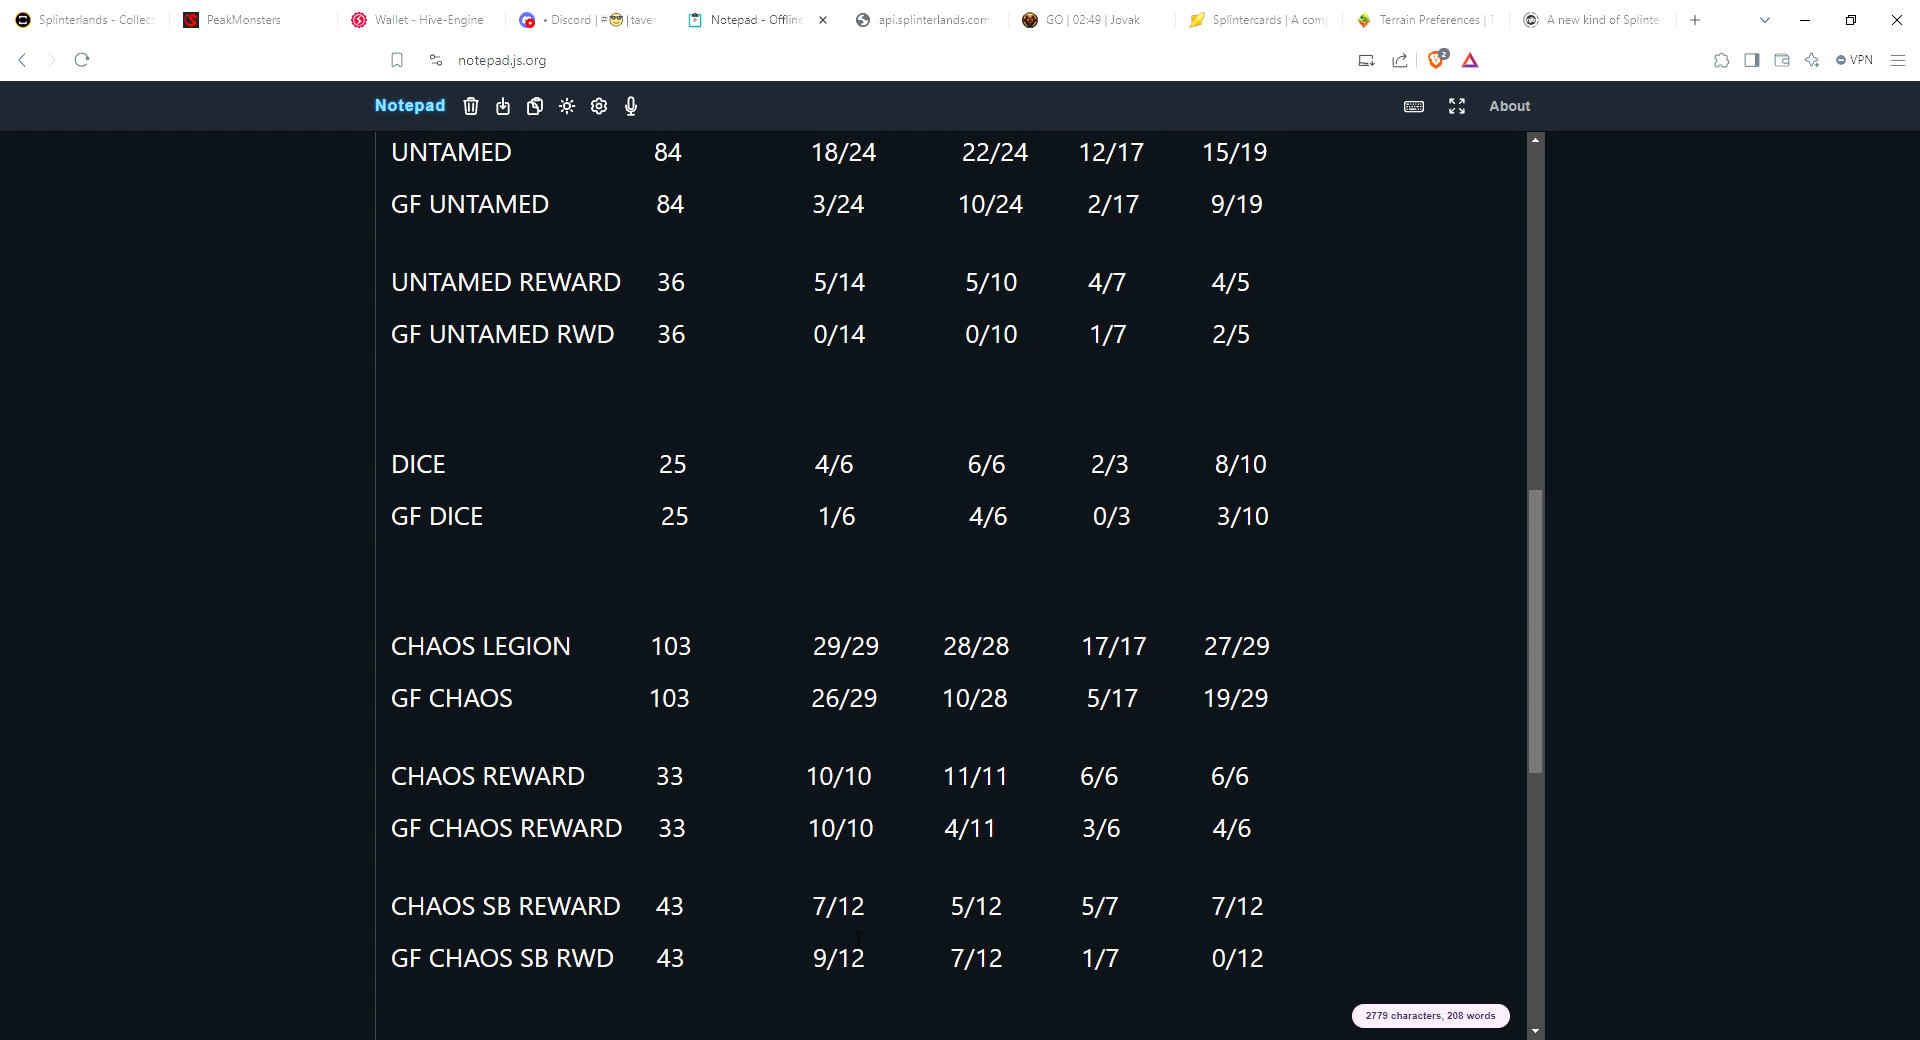 Splinterlands - Collect PeakMonsters Wallet - Hive-Engine • Discord | #😎|taver Notepad - Offline api.splinterlands.com GO | 02:49 | Jovak Splintercards | A com Terrain Preferences | T A new kind of Splinte
notepad.js.org 2 VPN
Notepad About
UNTAMED 84 18/24 22/24 12/17 15/19
GF UNTAMED 84 3/24 10/24 2/17 9/19
UNTAMED REWARD 36 5/14 5/10 4/7 4/5
GF UNTAMED RWD 36 0/14 0/10 1/7 2/5
DICE 25 4/6 6/6 2/3 8/10
GF DICE 25 1/6 4/6 0/3 3/10
CHAOS LEGION 103 29/29 28/28 17/17 27/29
GF CHAOS 103 26/29 10/28 5/17 19/29
CHAOS REWARD 33 10/10 11/11 6/6 6/6
GF CHAOS REWARD 33 10/10 4/11 3/6 4/6
CHAOS SB REWARD 43 7/12 5/12 5/7 7/12
GF CHAOS SB RWD 43 9/12 7/12 1/7 0/12
2779 characters, 208 words